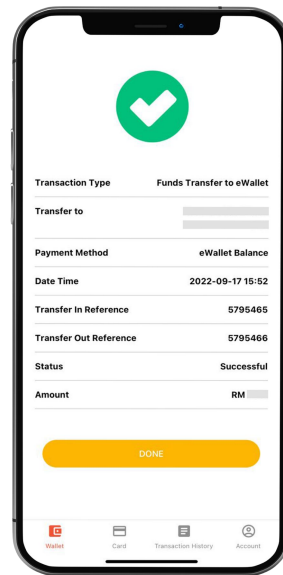 Transaction Type Funds Transfer to eWallet
Transfer to
Payment Method eWallet Balance
Date Time 2022-09-17 15:52
Transfer In Reference 5795465
Transfer Out Reference 5795466
Status Successful
Amount RM
DONE
Wallet Card Transaction History Account